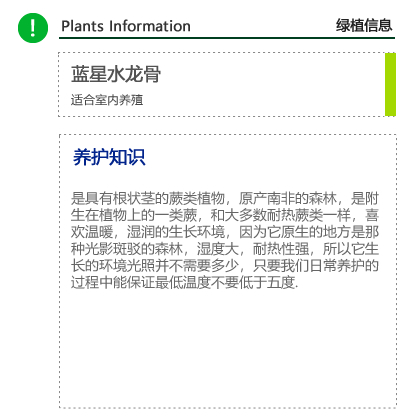 ! Plants Information 绿植信息
蓝星水龙骨
适合室内养殖
养护知识
是具有根状茎的蕨类植物，原产南非的森林，是附
生在植物上的一类蕨，和大多数耐热蕨类一样，喜
欢温暖，湿润的生长环境，因为它原生的地方是那
种光影斑驳的森林，湿度大，耐热性强，所以它生
长的环境光照并不需要多少，只要我们日常养护的
过程中能保证最低温度不要低于五度.